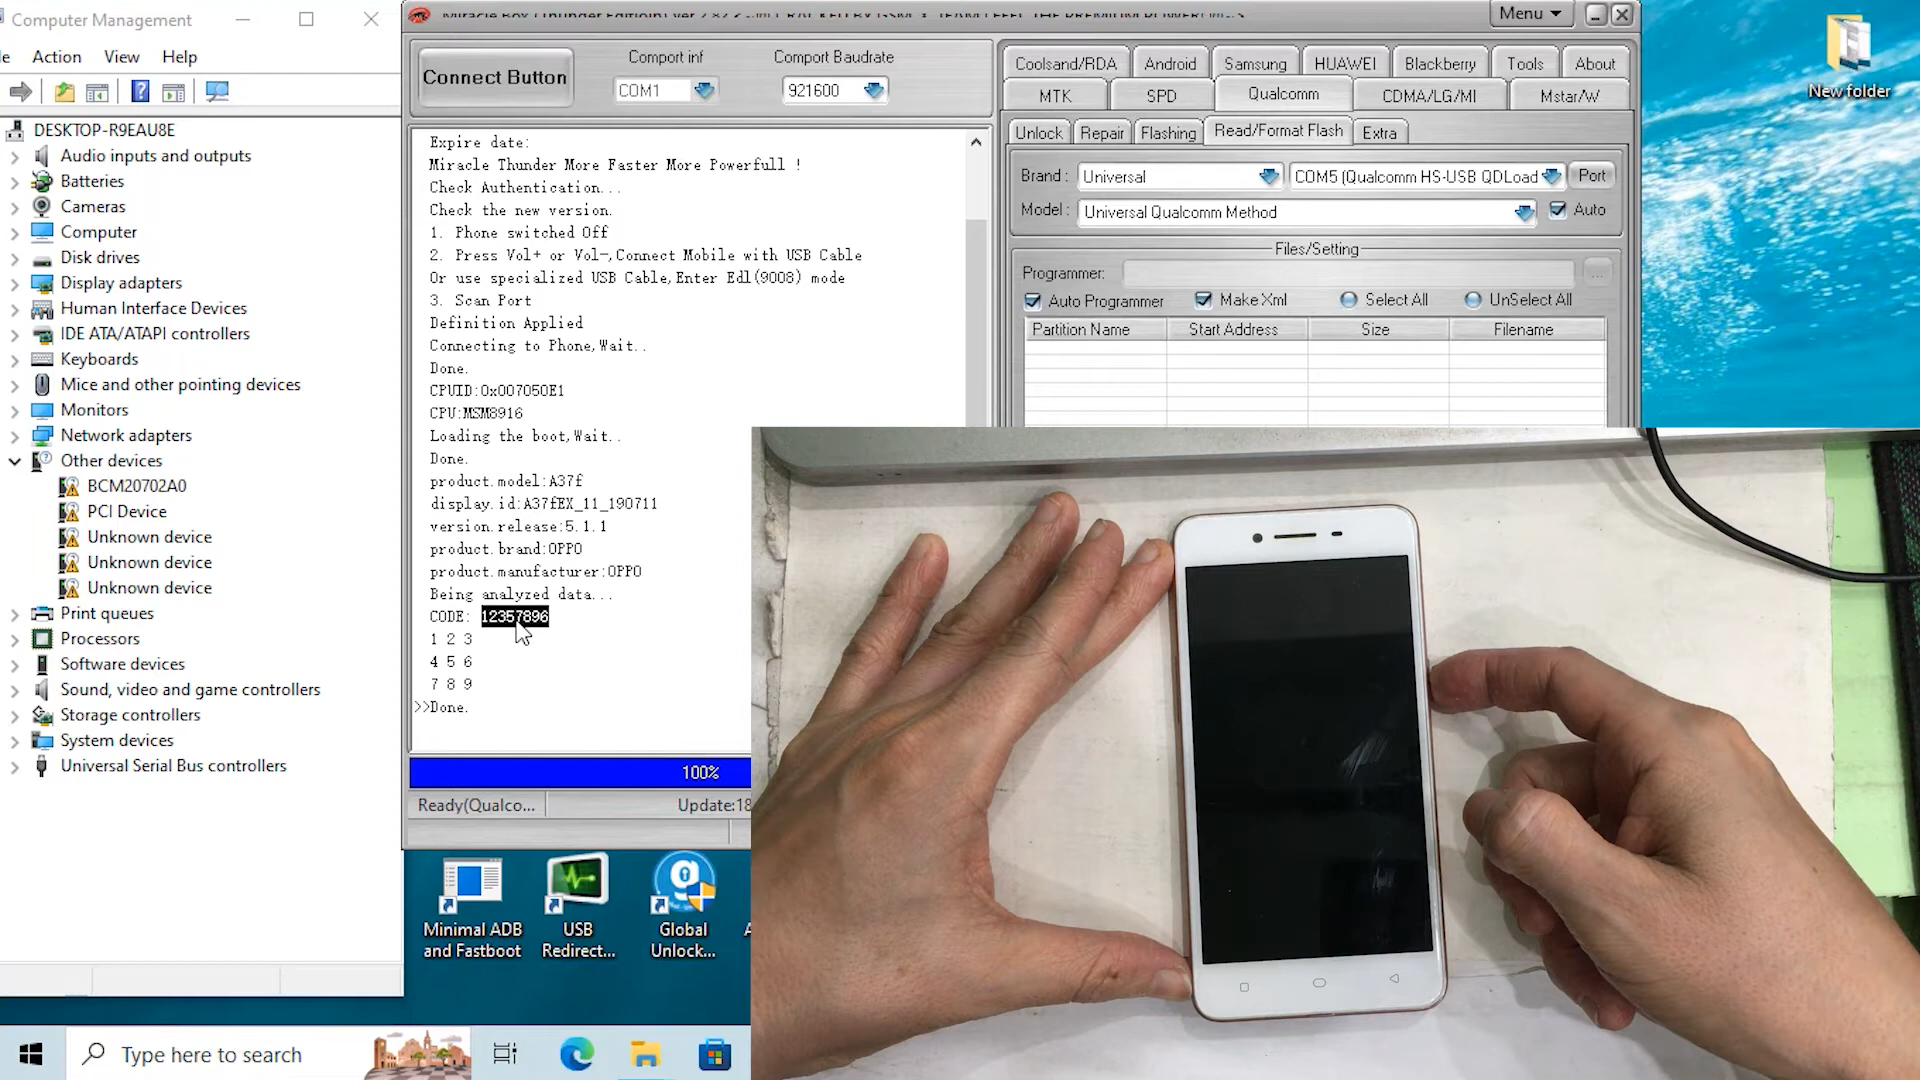 Computer Management
Action View Help
DESKTOP-R9EAU8E
Audio inputs and outputs
Batteries
Cameras
Computer
Disk drives
Display adapters
Human Interface Devices
IDE ATA/ATAPI controllers
Keyboards
Mice and other pointing devices
Monitors
Network adapters
Other devices
BCM20702A0
PCI Device
Unknown device
Unknown device
Unknown device
Print queues
Processors
Software devices
Sound, video and game controllers
Storage controllers
System devices
Universal Serial Bus controllers
Menu
Connect Button
Comport inf
COM1
Comport Baudrate
921600
Expire date:
Miracle Thunder More Faster More Powerfull !
Check Authentication...
Check the new version.
1. Phone switched Off
2. Press Vol+ or Vol-,Connect Mobile with USB Cable
Or use specialized USB Cable,Enter Edl(9008) mode
3. Scan Port
Definition Applied
Connecting to Phone,Wait..
Done.
CPUID:0x007050E1
CPU:MSM8916
Loading the boot,Wait..
Done.
product.model:A37f
display.id:A37fEX_11_190711
version.release:5.1.1
product.brand:OPPO
product.manufacturer:OPPO
Being analyzed data...
CODE: 12357896
1 2 3
4 5 6
7 8 9
>>Done.
100%
Ready(Qualco...
Update:18
Coolsand/RDA Android Samsung HUAWEI Blackberry Tools About
MTK SPD Qualcomm CDMA/LG/MI Mstar/W
Unlock Repair Flashing Read/Format Flash Extra
Brand : Universal COM5 (Qualcomm HS-USB QDLoad Port
Model : Universal Qualcomm Method Auto
Files/Setting
Programmer: ...
Auto Programmer Make Xml Select All UnSelect All
Partition Name Start Address Size Filename
New folder
Minimal ADB
and Fastboot
USB
Redirect...
Global
Unlock...
A
Type here to search